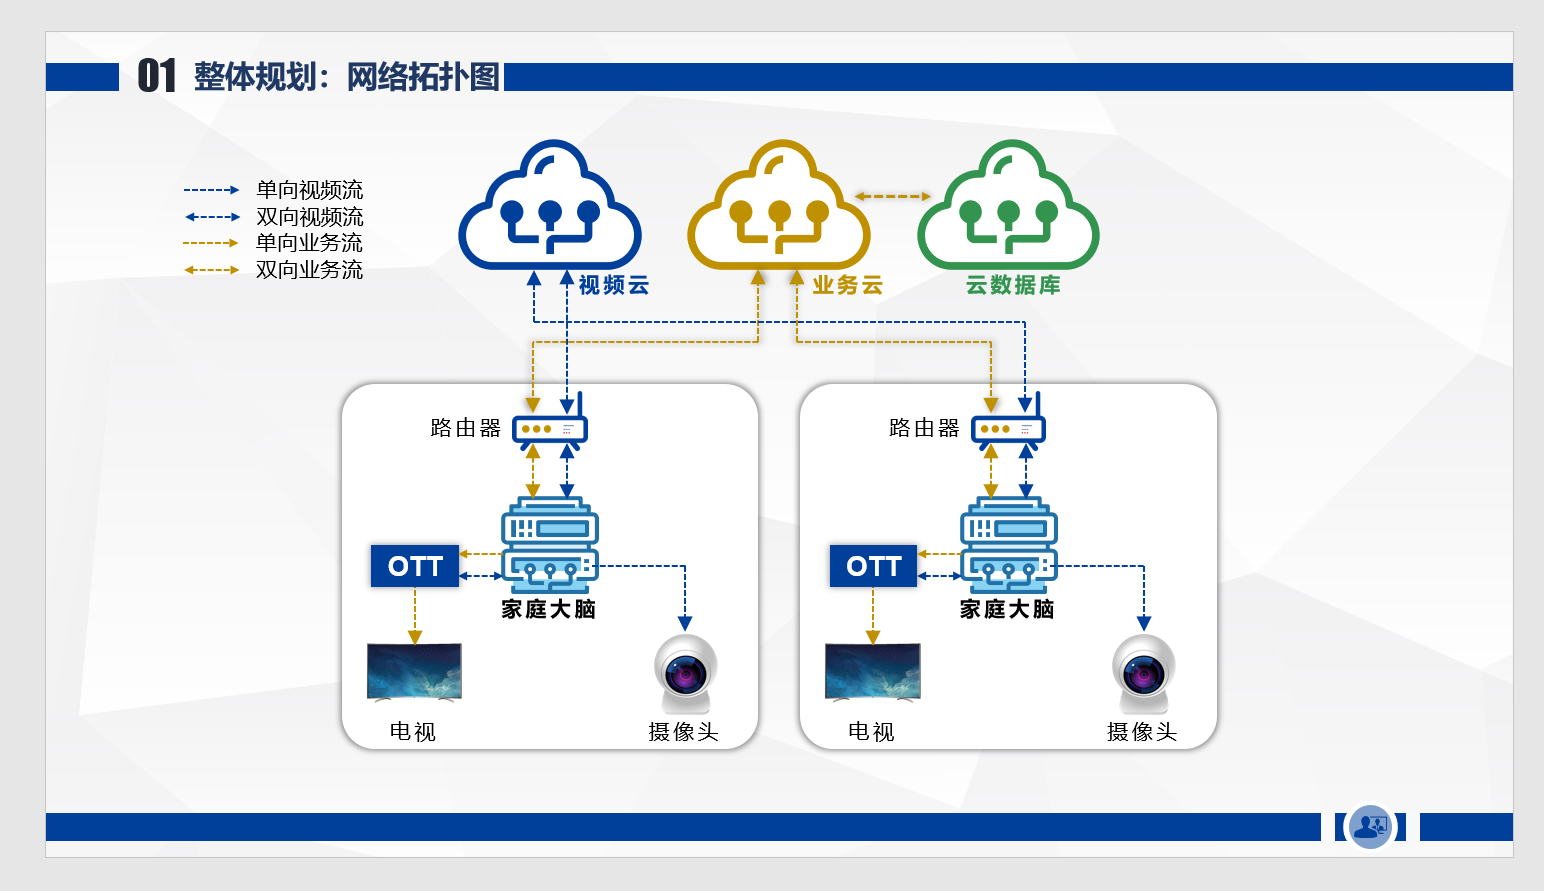 01 整体规划：网络拓扑图
单向视频流
双向视频流
单向业务流
双向业务流
视频云
业务云
云数据库
路由器
路由器
OTT
OTT
家庭大脑
家庭大脑
电视
摄像头
电视
摄像头